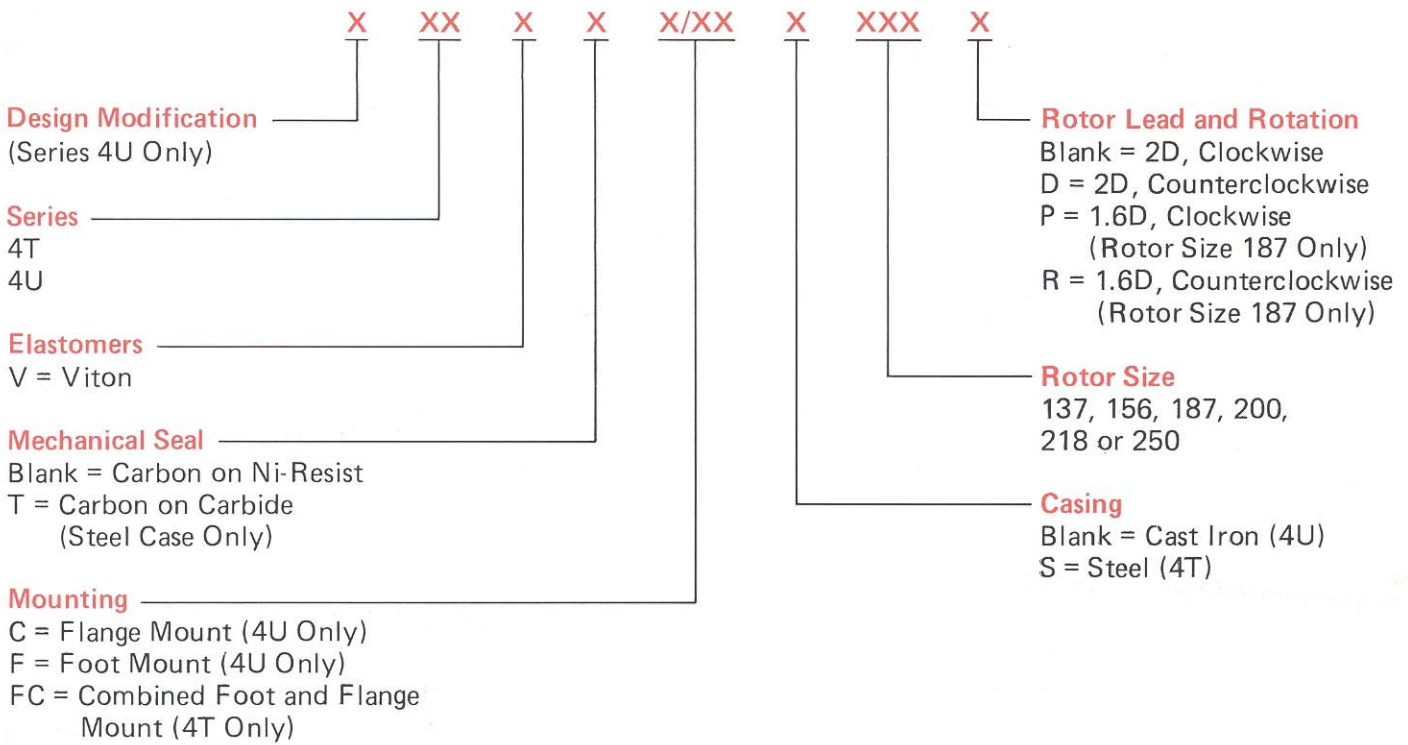 X XX X X X/XX X XXX X
Design Modification
(Series 4U Only)
Series
4T
4U
Elastomers
V = Viton
Mechanical Seal
Blank = Carbon on Ni-Resist
T = Carbon on Carbide
(Steel Case Only)
Mounting
C = Flange Mount (4U Only)
F = Foot Mount (4U Only)
FC = Combined Foot and Flange
Mount (4T Only)
Rotor Lead and Rotation
Blank = 2D, Clockwise
D = 2D, Counterclockwise
P = 1.6D, Clockwise
(Rotor Size 187 Only)
R = 1.6D, Counterclockwise
(Rotor Size 187 Only)
Rotor Size
137, 156, 187, 200,
218 or 250
Casing
Blank = Cast Iron (4U)
S = Steel (4T)